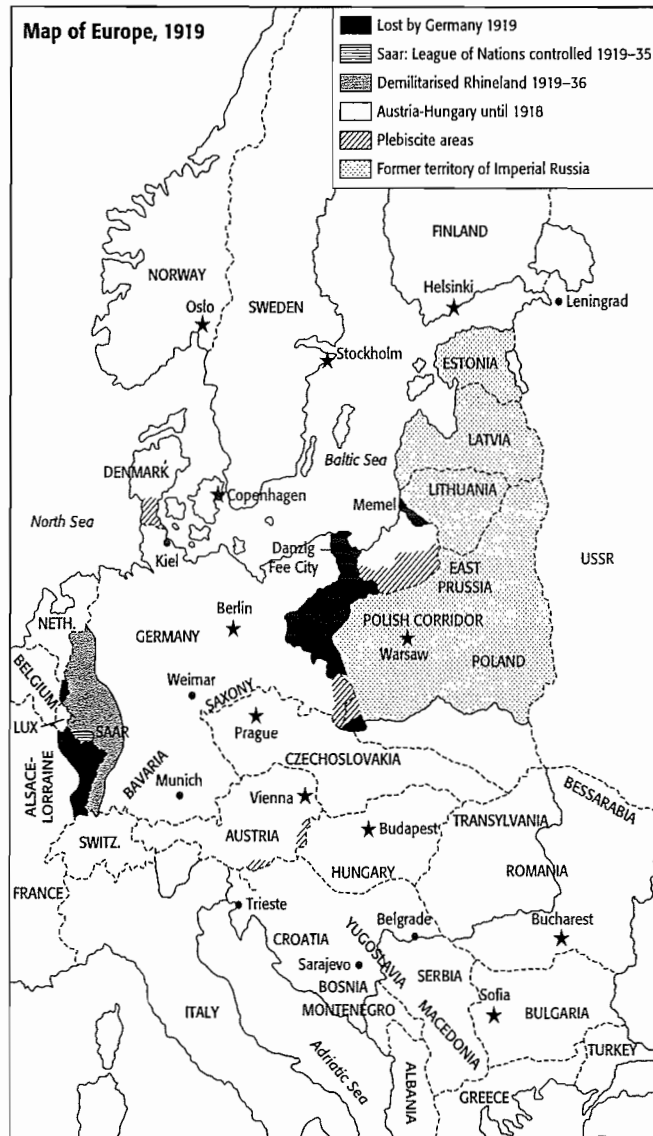 Map of Europe, 1919
Lost by Germany 1919
Saar: League of Nations controlled 1919–35
Demilitarised Rhineland 1919–36
Austria-Hungary until 1918
Plebiscite areas
Former territory of Imperial Russia
FINLAND
NORWAY
Helsinki
Oslo
SWEDEN
Leningrad
Stockholm
ESTONIA
LATVIA
Baltic Sea
DENMARK
LITHUANIA
Copenhagen
Memel
North Sea
Danzig
Fee City
Kiel
EAST
PRUSSIA
USSR
NETH.
Berlin
GERMANY
POLISH CORRIDOR
Warsaw
BELGIUM
POLAND
Weimar
SAXONY
LUX
SAAR
Prague
ALSACE-
LORRAINE
BAVARIA
CZECHOSLOVAKIA
Munich
Vienna
BESSARABIA
TRANSYLVANIA
AUSTRIA
Budapest
SWITZ.
HUNGARY
ROMANIA
FRANCE
Trieste
Belgrade
Bucharest
CROATIA
YUGOSLAVIA
Sarajevo
SERBIA
BOSNIA
Sofia
MONTENEGRO
ITALY
MACEDONIA
BULGARIA
Adriatic Sea
TURKEY
ALBANIA
GREECE